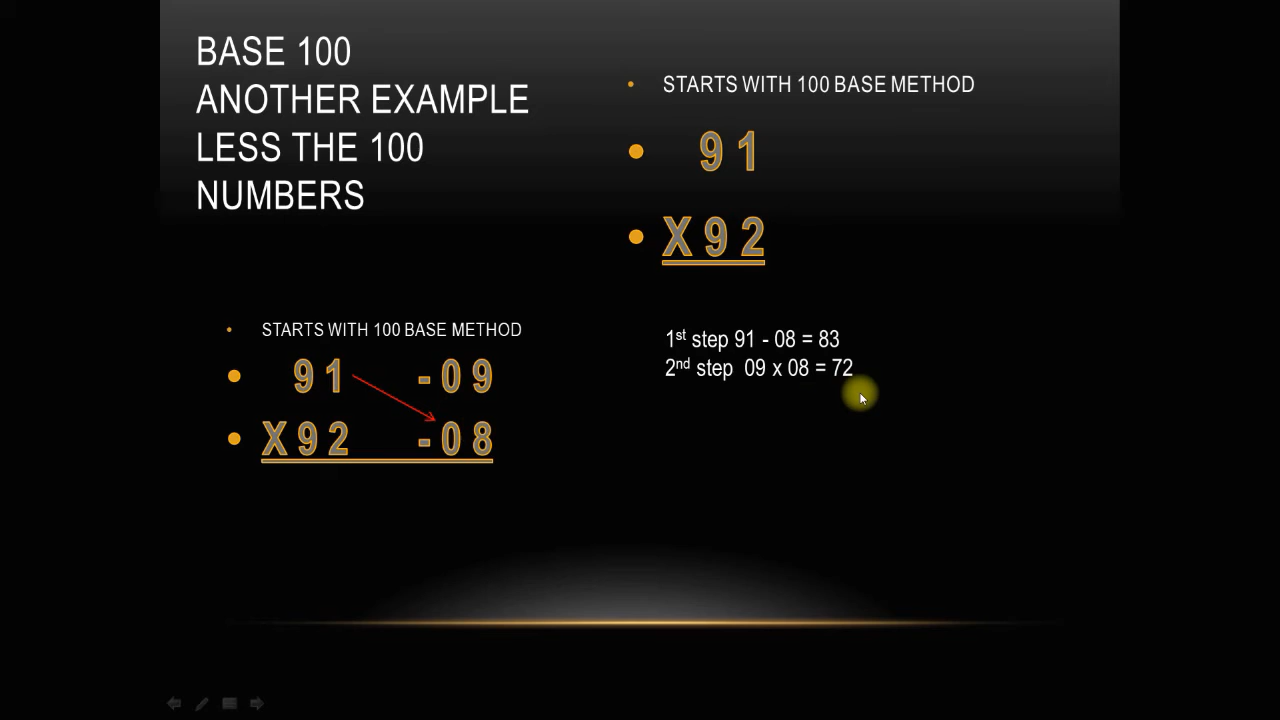 BASE 100
ANOTHER EXAMPLE
LESS THE 100
NUMBERS
STARTS WITH 100 BASE METHOD
91
X92
STARTS WITH 100 BASE METHOD
91 -09
X92 -08
1st step 91 - 08 = 83
2nd step 09 x 08 = 72